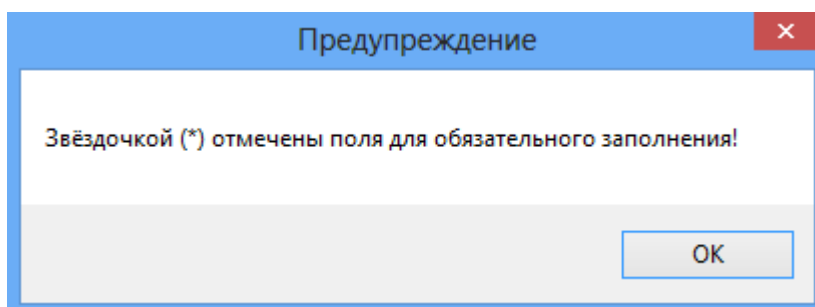 Предупреждение
Звёздочкой (*) отмечены поля для обязательного заполнения!
OK